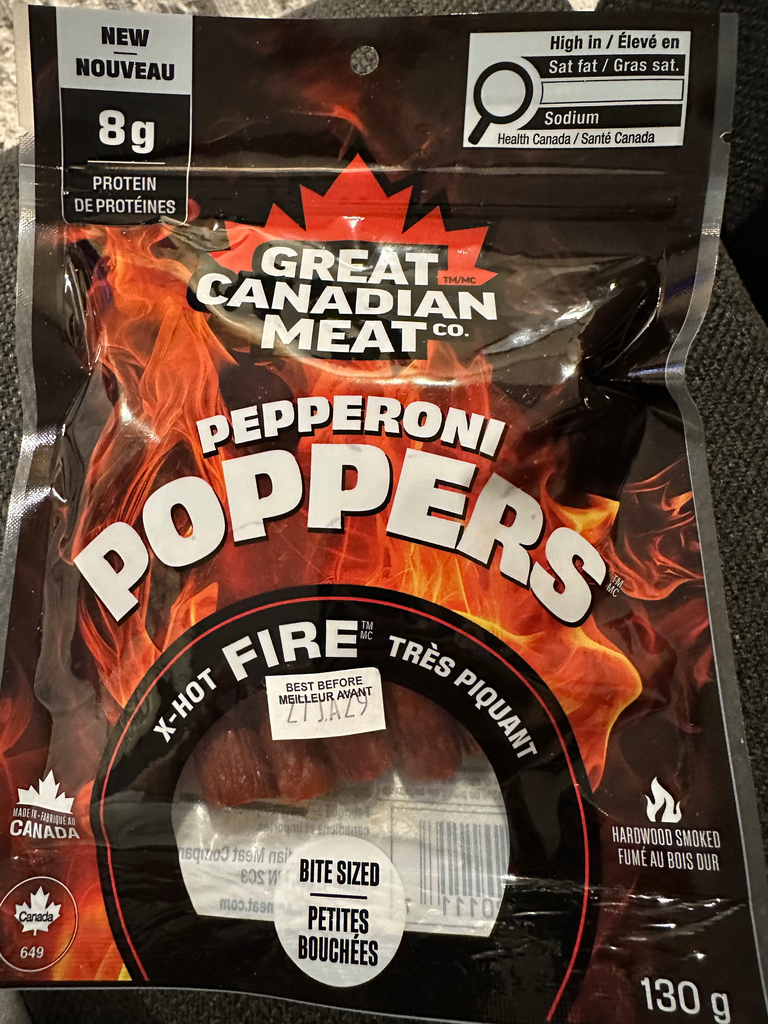 NEW
NOUVEAU
8g
PROTEIN
DE PROTÉINES
High in / Élevé en
Sat fat / Gras sat.
Sodium
Health Canada / Santé Canada
GREAT
CANADIAN
MEAT CO.
TM/MC
PEPPERONI
POPPERS
TM
MC
X-HOT FIRE TRÈS PIQUANT
TM
MC
BEST BEFORE
MEILLEUR AVANT
27JA29
MADE IN • FABRIQUÉ AU
CANADA
Canada
649
HARDWOOD SMOKED
FUMÉ AU BOIS DUR
BITE SIZED
PETITES
BOUCHÉES
130 g